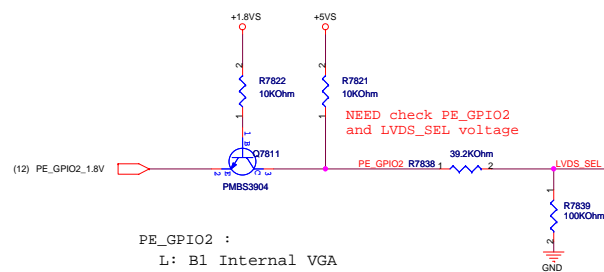 +1.8VS
+5VS
2
2
R7822
10KOhm
R7821
10KOhm
1
1
NEED check PE_GPIO2
and LVDS_SEL voltage
1
B
Q7811
(12) PE_GPIO2_1.8V
2 E
C 3
PMBS3904
PE_GPIO2
R7838
1
39.2KOhm
2
LVDS_SEL
1
R7839
100KOhm
2
GND
PE_GPIO2 :
L: B1 Internal VGA